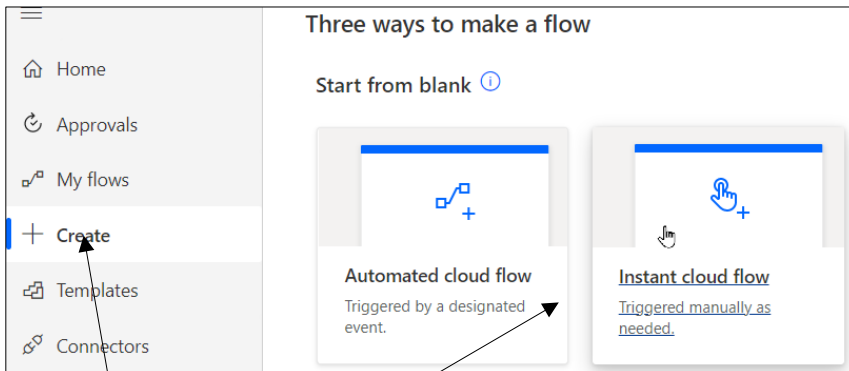 Three ways to make a flow
Home
Start from blank
Approvals
My flows
Create
Templates
Connectors
Automated cloud flow
Triggered by a designated
event.
Instant cloud flow
Triggered manually as
needed.